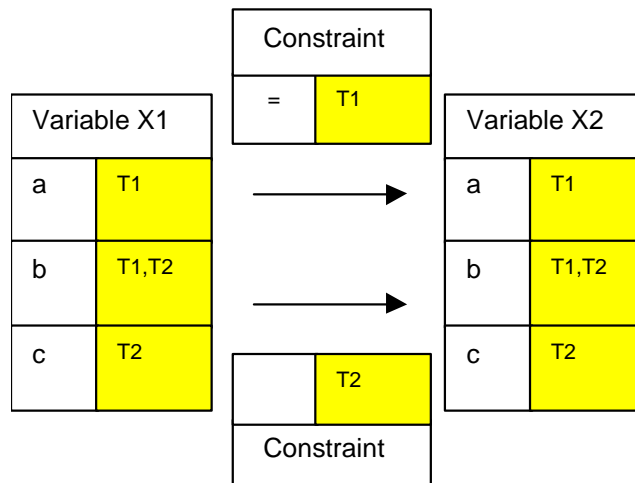 Constraint
= T1
Variable X1
a T1
b T1,T2
c T2
Variable X2
a T1
b T1,T2
c T2
T2
Constraint